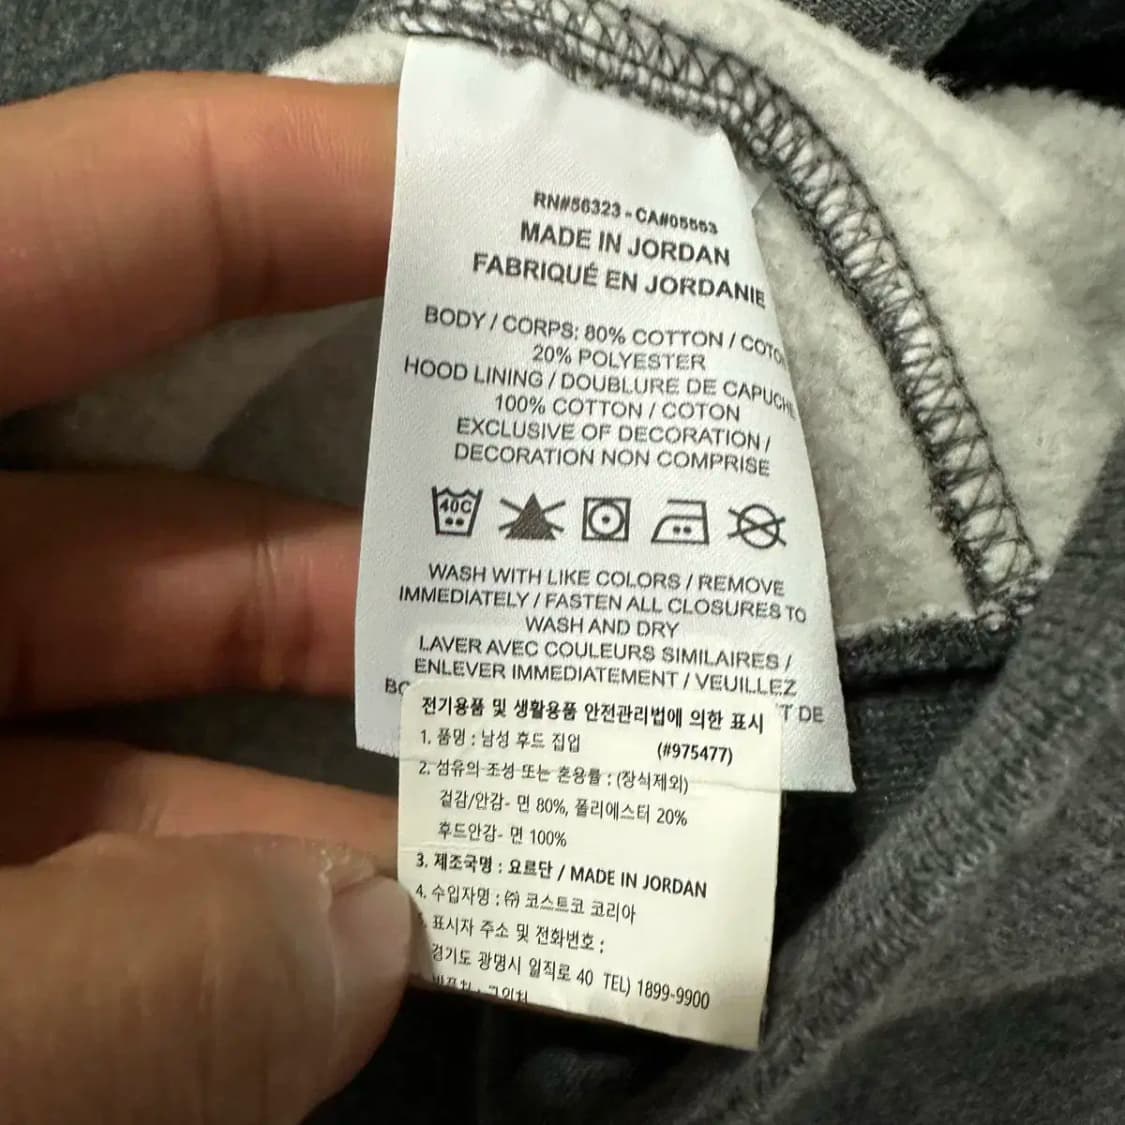 RN#56323 - CA#05553
MADE IN JORDAN
FABRIQUÉ EN JORDANIE
BODY / CORPS: 80% COTTON / COTO
20% POLYESTER
HOOD LINING / DOUBLURE DE CAPUCHE
100% COTTON / COTON
EXCLUSIVE OF DECORATION /
DECORATION NON COMPRISE
40C
WASH WITH LIKE COLORS / REMOVE
IMMEDIATELY / FASTEN ALL CLOSURES TO
WASH AND DRY
LAVER AVEC COULEURS SIMILAIRES /
ENLEVER IMMEDIATEMENT / VEUILLEZ
DE
전기용품 및 생활용품 안전관리법에 의한 표시
1. 품명 : 남성 후드 집업 (#975477)
2. 섬유의 조성 또는 혼용률 : (장식제외)
겉감/안감- 면 80%, 폴리에스터 20%
후드안감- 면 100%
3. 제조국명 : 요르단 / MADE IN JORDAN
4. 수입자명 : ㈜ 코스트코 코리아
표시자 주소 및 전화번호 :
경기도 광명시 일직로 40 TEL) 1899-9900